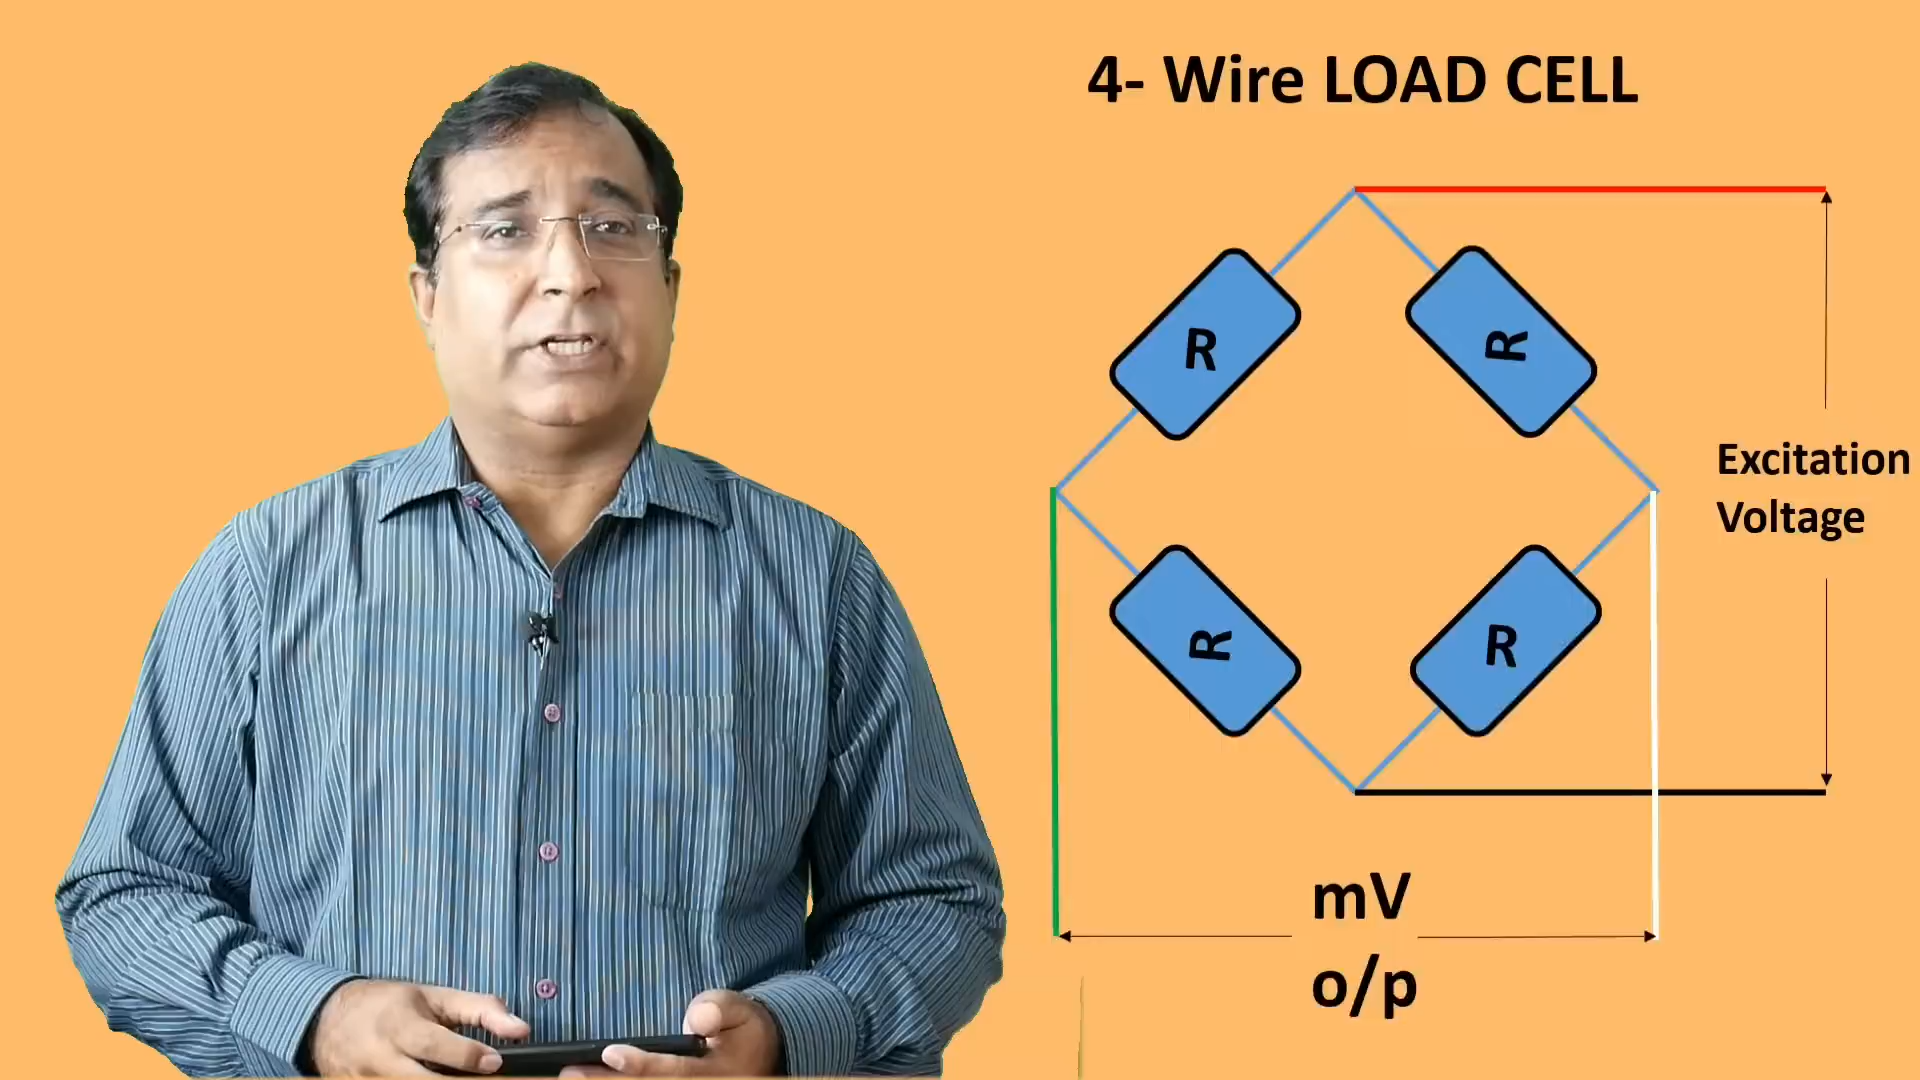 4- Wire LOAD CELL
R
R
Excitation
Voltage
R
R
mV
o/p